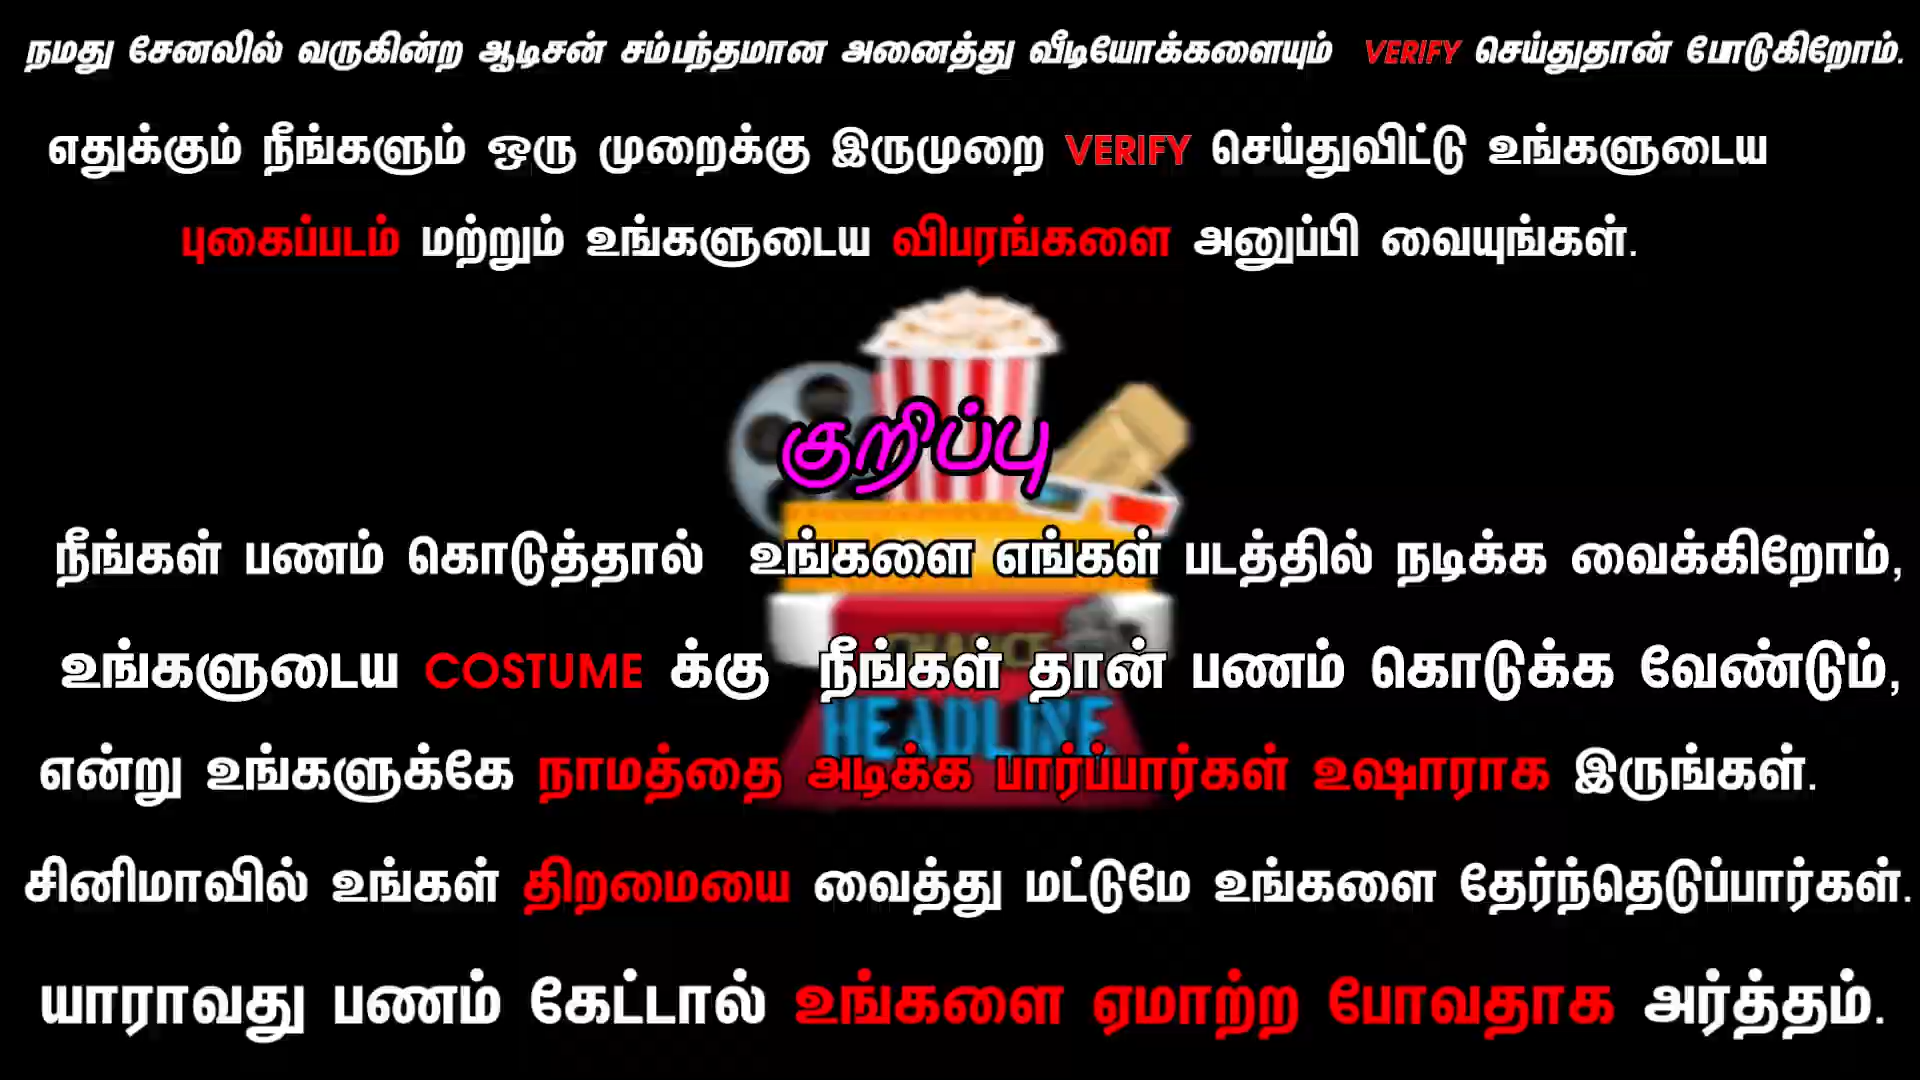 நமது சேனலில் வருகின்ற ஆடிசன் சம்பந்தமான அனைத்து வீடியோக்களையும் VERIFY செய்துதான் போடுகிறோம்.
எதுக்கும் நீங்களும் ஒரு முறைக்கு இருமுறை VERIFY செய்துவிட்டு உங்களுடைய
புகைப்படம் மற்றும் உங்களுடைய விபரங்களை அனுப்பி வையுங்கள்.
குறிப்பு
நீங்கள் பணம் கொடுத்தால் உங்களை எங்கள் படத்தில் நடிக்க வைக்கிறோம்,
உங்களுடைய COSTUME க்கு நீங்கள் தான் பணம் கொடுக்க வேண்டும்,
HEADLINE
என்று உங்களுக்கே நாமத்தை அடிக்க பார்ப்பார்கள் உஷாராக இருங்கள்.
சினிமாவில் உங்கள் திறமையை வைத்து மட்டுமே உங்களை தேர்ந்தெடுப்பார்கள்.
யாராவது பணம் கேட்டால் உங்களை ஏமாற்ற போவதாக அர்த்தம்.